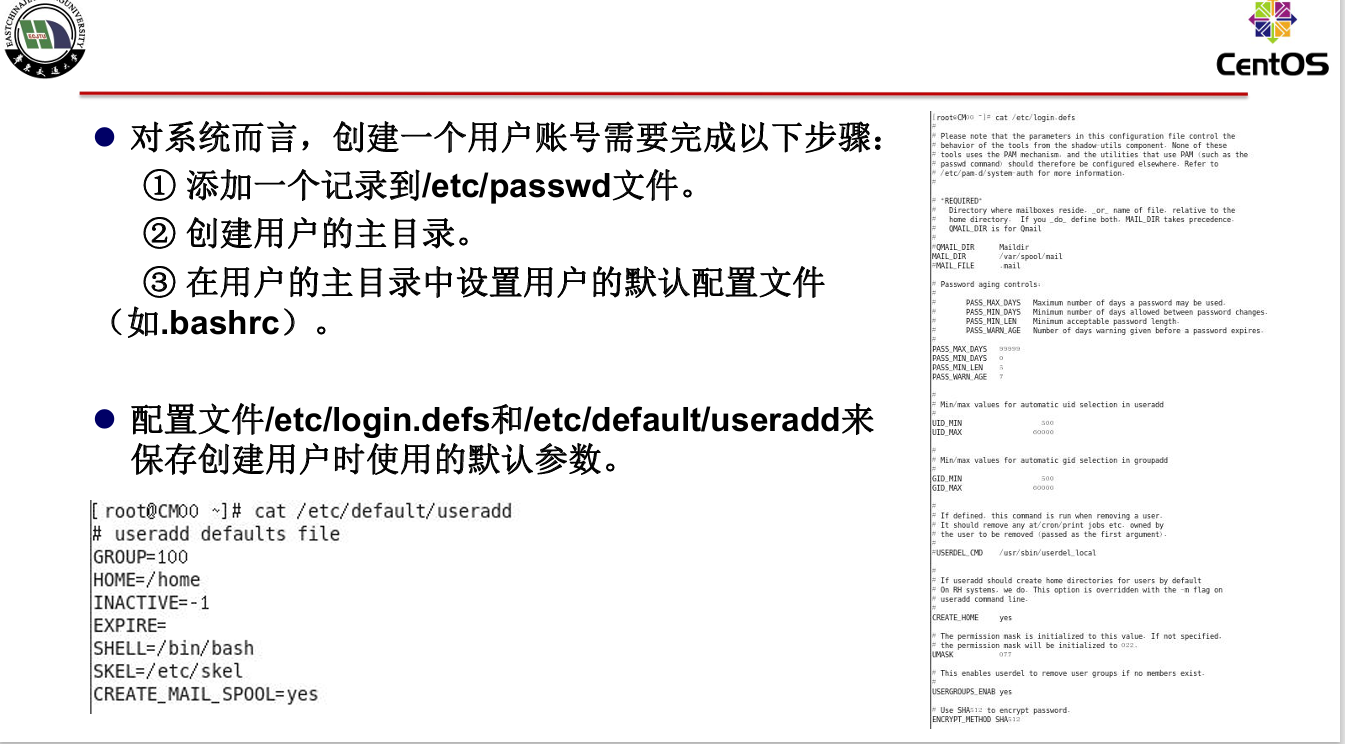 CentOS
● 对系统而言，创建一个用户账号需要完成以下步骤：
① 添加一个记录到/etc/passwd文件。
② 创建用户的主目录。
③ 在用户的主目录中设置用户的默认配置文件
（如.bashrc）。
● 配置文件/etc/login.defs和/etc/default/useradd来
保存创建用户时使用的默认参数。
[root@CM00 ~]# cat /etc/default/useradd
# useradd defaults file
GROUP=100
HOME=/home
INACTIVE=-1
EXPIRE=
SHELL=/bin/bash
SKEL=/etc/skel
CREATE_MAIL_SPOOL=yes
[root@CM00 ~]# cat /etc/login.defs
#
# Please note that the parameters in this configuration file control the
# behavior of the tools from the shadow-utils component. None of these
# tools uses the PAM mechanism, and the utilities that use PAM (such as the
# passwd command) should therefore be configured elsewhere. Refer to
# /etc/pam.d/system-auth for more information.
#
# *REQUIRED*
#   Directory where mailboxes reside, _or_ name of file, relative to the
#   home directory.  If you _do_ define both, MAIL_DIR takes precedence.
#   QMAIL_DIR is for Qmail
#
#QMAIL_DIR      Maildir
MAIL_DIR        /var/spool/mail
#MAIL_FILE      .mail
# Password aging controls:
#
#       PASS_MAX_DAYS   Maximum number of days a password may be used.
#       PASS_MIN_DAYS   Minimum number of days allowed between password changes.
#       PASS_MIN_LEN    Minimum acceptable password length.
#       PASS_WARN_AGE   Number of days warning given before a password expires.
#
PASS_MAX_DAYS   99999
PASS_MIN_DAYS   0
PASS_MIN_LEN    5
PASS_WARN_AGE   7
#
# Min/max values for automatic uid selection in useradd
#
UID_MIN                   500
UID_MAX                 60000
#
# Min/max values for automatic gid selection in groupadd
#
GID_MIN                   500
GID_MAX                 60000
#
# If defined, this command is run when removing a user.
# It should remove any at/cron/print jobs etc. owned by
# the user to be removed (passed as the first argument).
#
#USERDEL_CMD    /usr/sbin/userdel_local
#
# If useradd should create home directories for users by default
# On RH systems, we do. This option is overridden with the -m flag on
# useradd command line.
#
CREATE_HOME     yes
# The permission mask is initialized to this value. If not specified,
# the permission mask will be initialized to 022.
UMASK           077
# This enables userdel to remove user groups if no members exist.
#
USERGROUPS_ENAB yes
# Use SHA512 to encrypt password.
ENCRYPT_METHOD SHA512